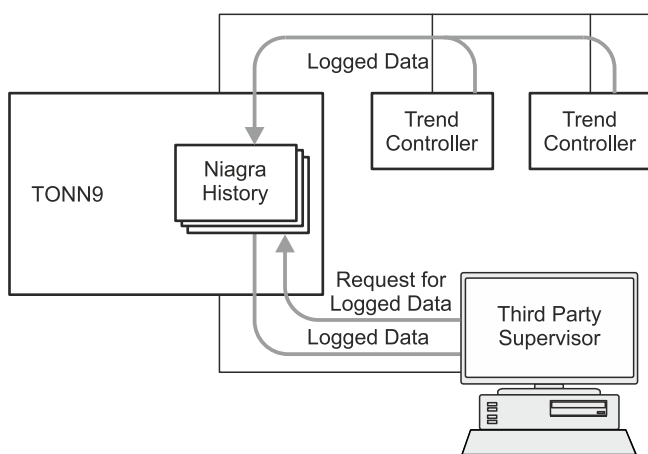 Logged Data
Trend
Controller
Trend
Controller
TONN9
Niagra
History
Request for
Logged Data
Logged Data
Third Party
Supervisor